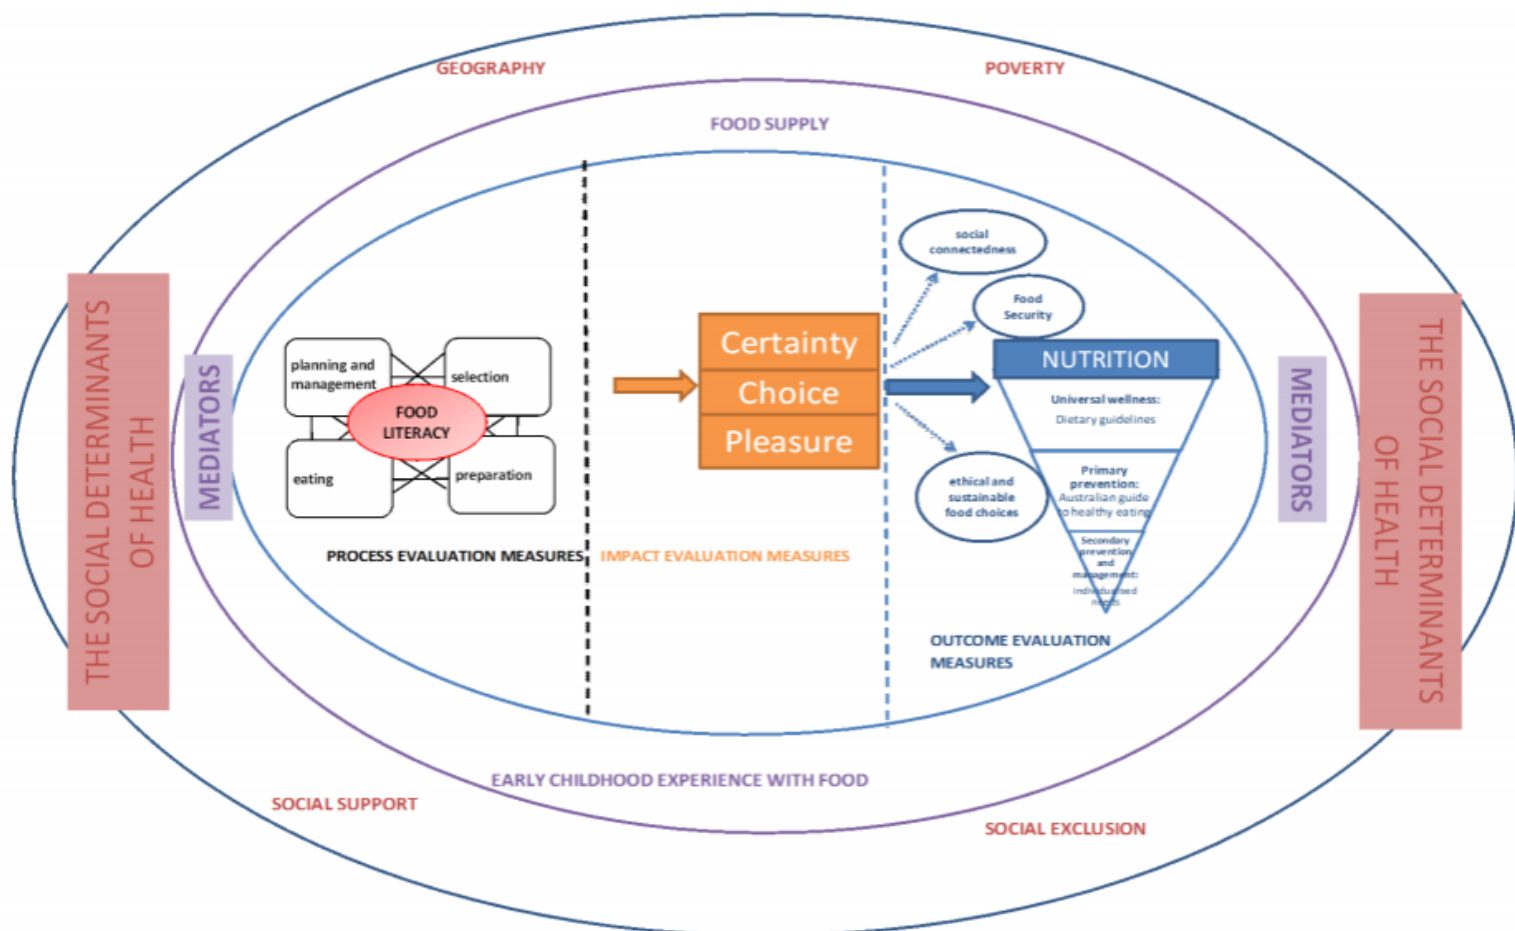 GEOGRAPHY
POVERTY
FOOD SUPPLY
THE SOCIAL DETERMINANTS
OF HEALTH
MEDIATORS
planning and
management
selection
FOOD
LITERACY
eating
preparation
PROCESS EVALUATION MEASURES
Certainty
Choice
Pleasure
IMPACT EVALUATION MEASURES
social
connectedness
Food
Security
ethical and
sustainable
food choices
NUTRITION
Universal wellness:
Dietary guidelines
Primary
prevention:
Australian guide
to healthy eating
Secondary
prevention
and
management:
Individualised
needs
OUTCOME EVALUATION
MEASURES
MEDIATORS
THE SOCIAL DETERMINANTS
OF HEALTH
EARLY CHILDHOOD EXPERIENCE WITH FOOD
SOCIAL SUPPORT
SOCIAL EXCLUSION